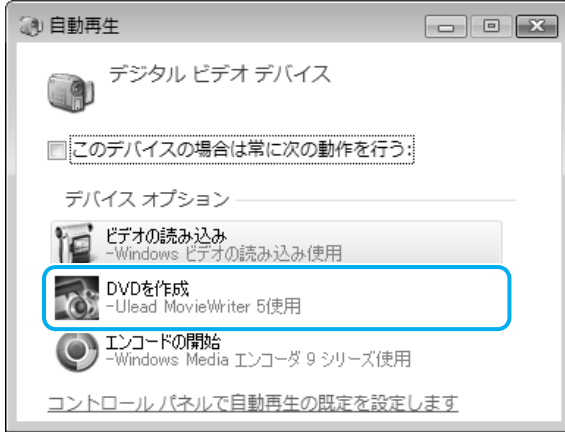 自動再生
デジタル ビデオ デバイス
このデバイスの場合は常に次の動作を行う:
デバイス オプション
ビデオの読み込み
-Windows ビデオの読み込み使用
DVDを作成
-Ulead MovieWriter 5使用
エンコードの開始
-Windows Media エンコーダ 9 シリーズ使用
コントロール パネルで自動再生の既定を設定します